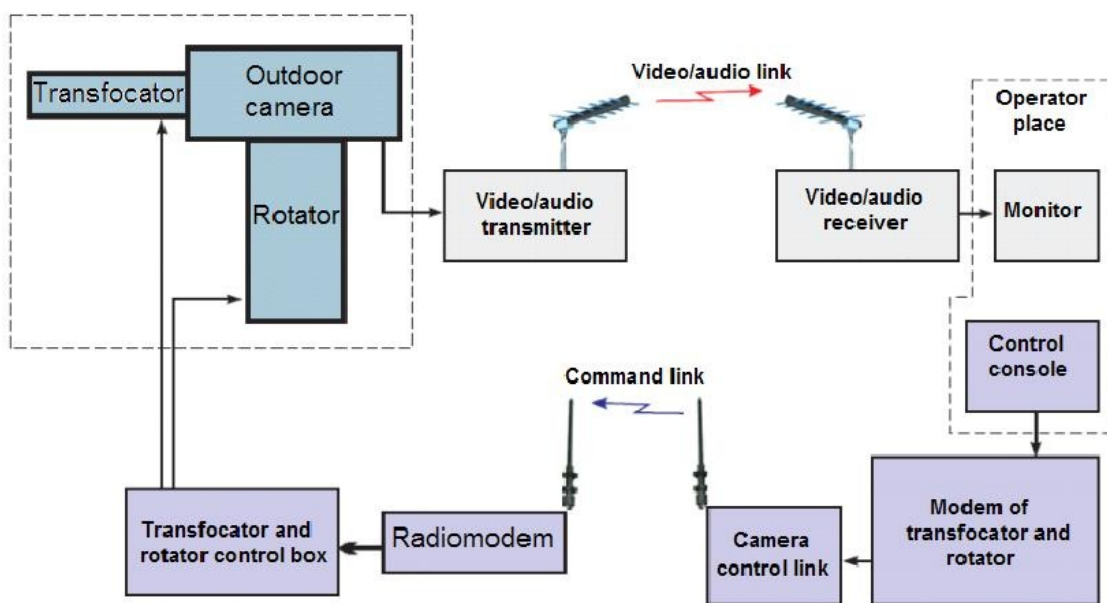 Transfocator
Outdoor
camera
Rotator
Video/audio link
Video/audio
transmitter
Video/audio
receiver
Operator
place
Monitor
Control
console
Command link
Transfocator and
rotator control box
Radiomodem
Camera
control link
Modem of
transfocator and
rotator